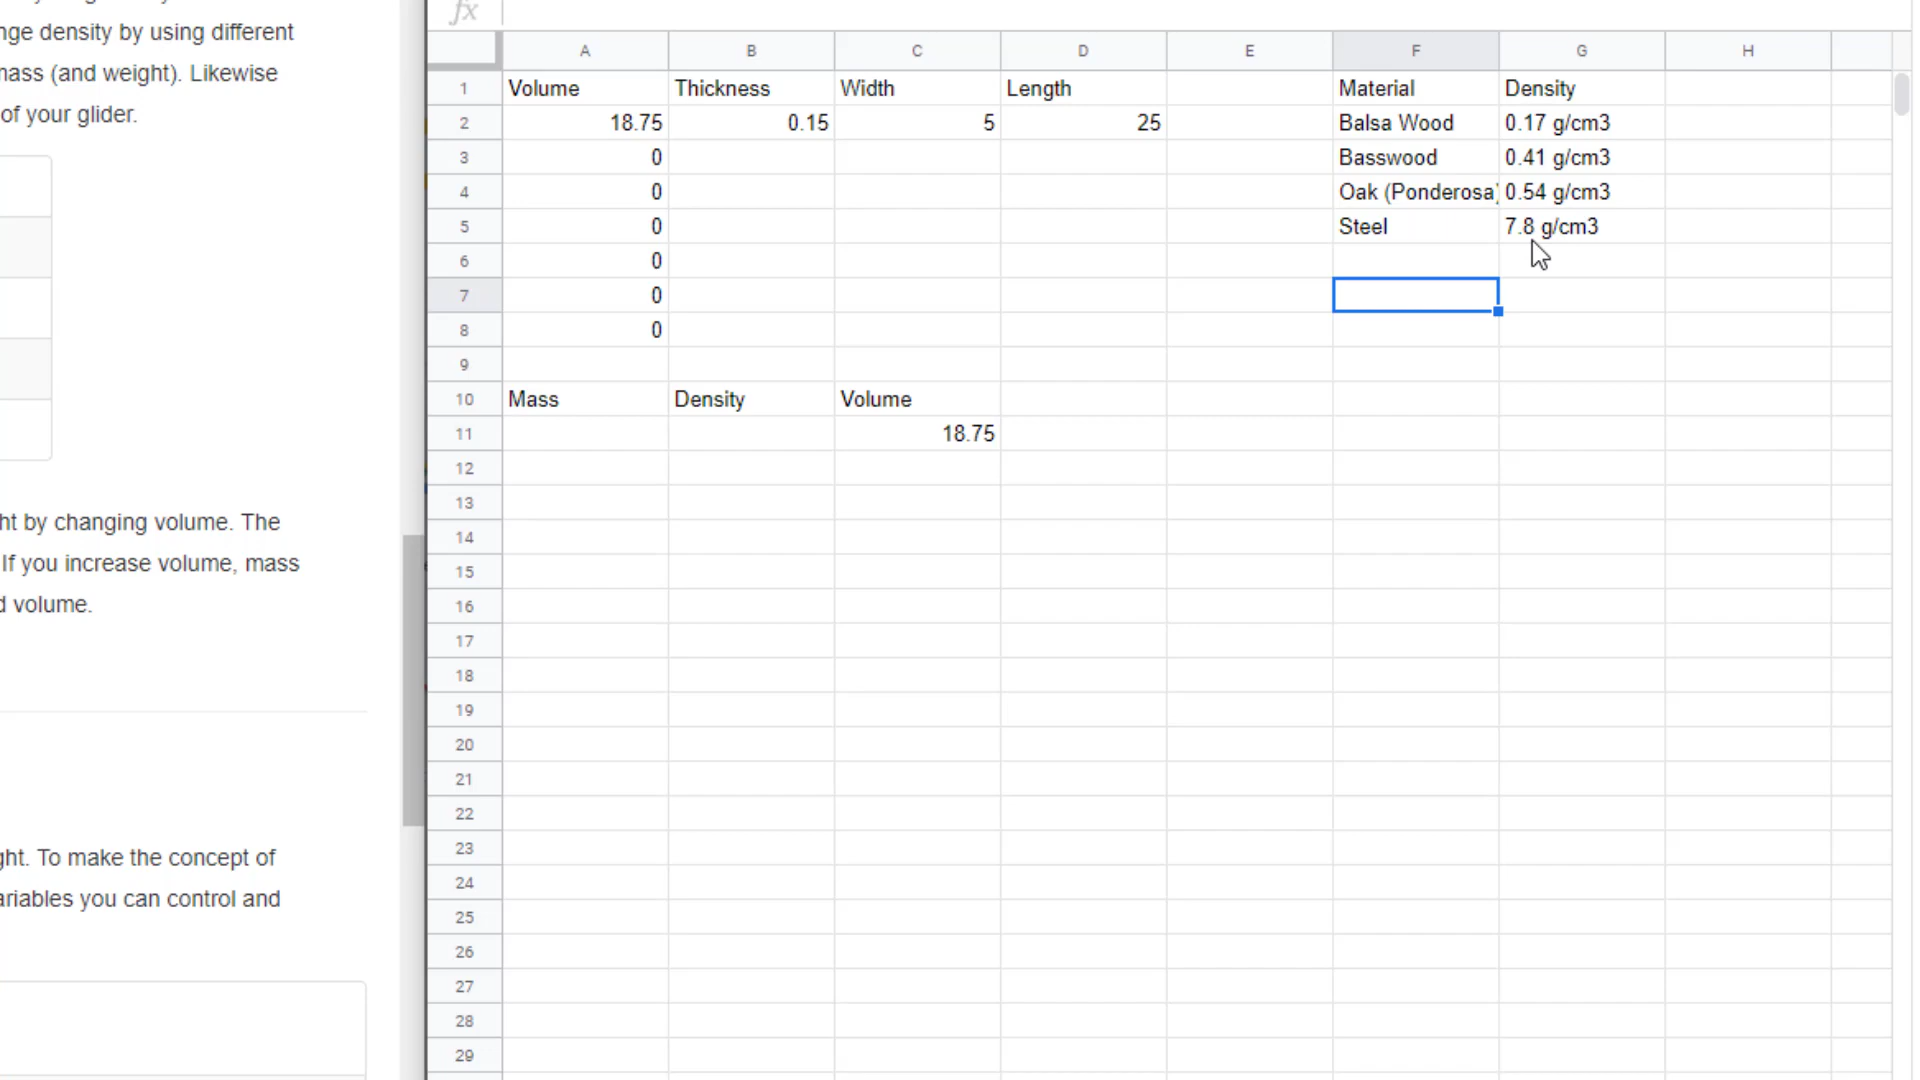 nge density by using different
mass (and weight). Likewise
of your glider.
ht by changing volume. The
If you increase volume, mass
d volume.
ght. To make the concept of
ariables you can control and
fx
A B C D E F G H
1 Volume Thickness Width Length Material Density
2 18.75 0.15 5 25 Balsa Wood 0.17 g/cm3
3 0 Basswood 0.41 g/cm3
4 0 Oak (Ponderosa) 0.54 g/cm3
5 0 Steel 7.8 g/cm3
6 0
7 0
8 0
9
10 Mass Density Volume
11 18.75
12
13
14
15
16
17
18
19
20
21
22
23
24
25
26
27
28
29